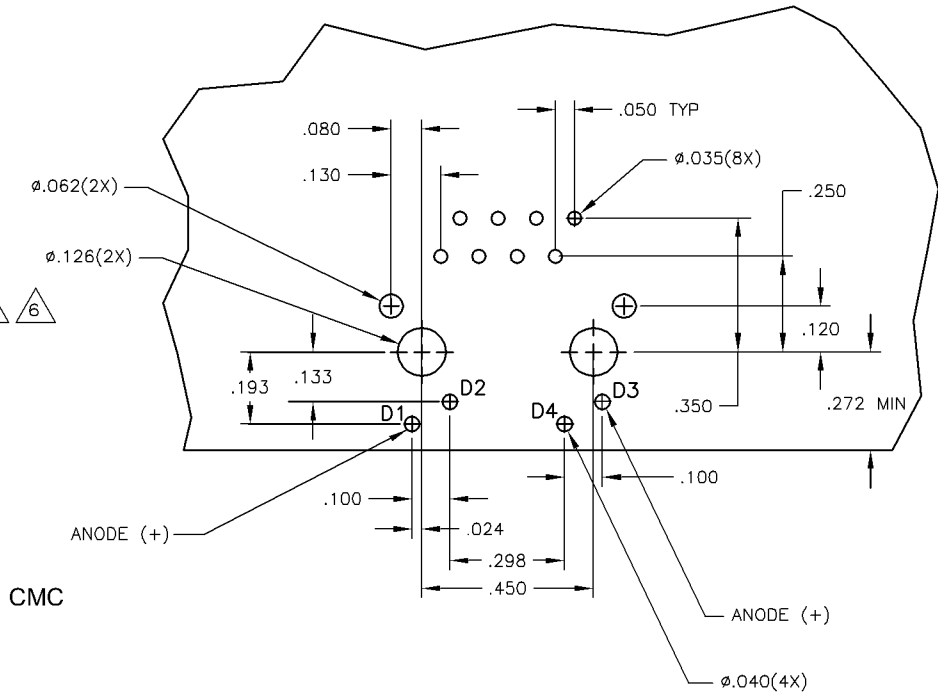 .050 TYP
.080
ø.035(8X)
.130
.250
ø.062(2X)
ø.126(2X)
6
.120
.133
.193
.350
.272 MIN
D2
D3
D1
D4
.100
.100
.024
ANODE (+)
.298
.450
CMC
ANODE (+)
ø.040(4X)